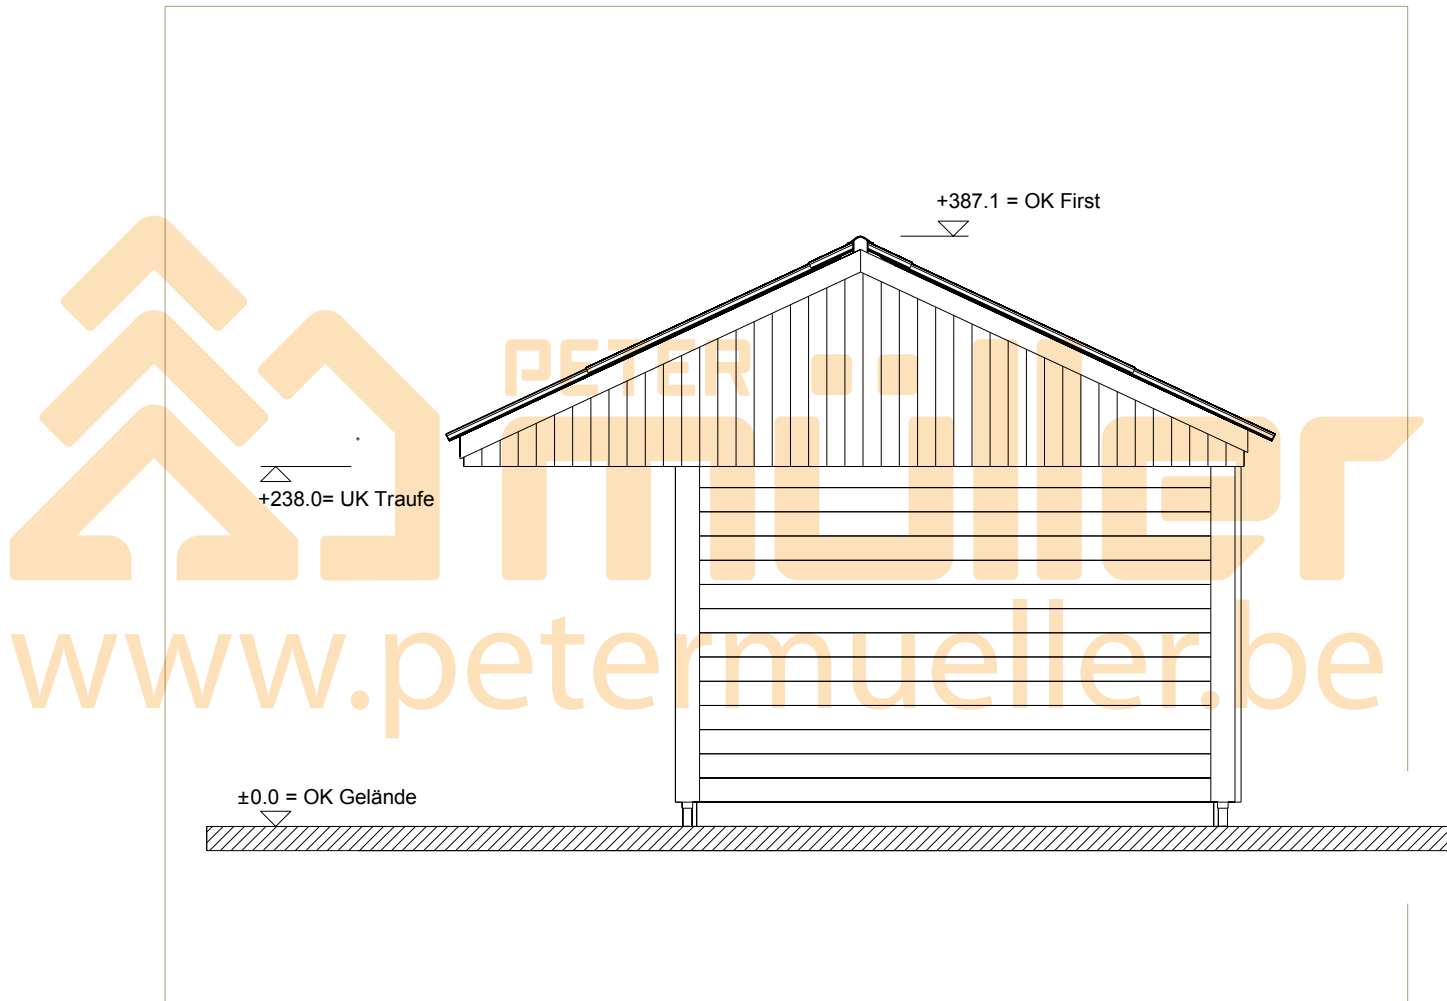 +387.1 = OK First
PETER
müller
+238.0= UK Traufe
www.petermueller.be
±0.0 = OK Gelände